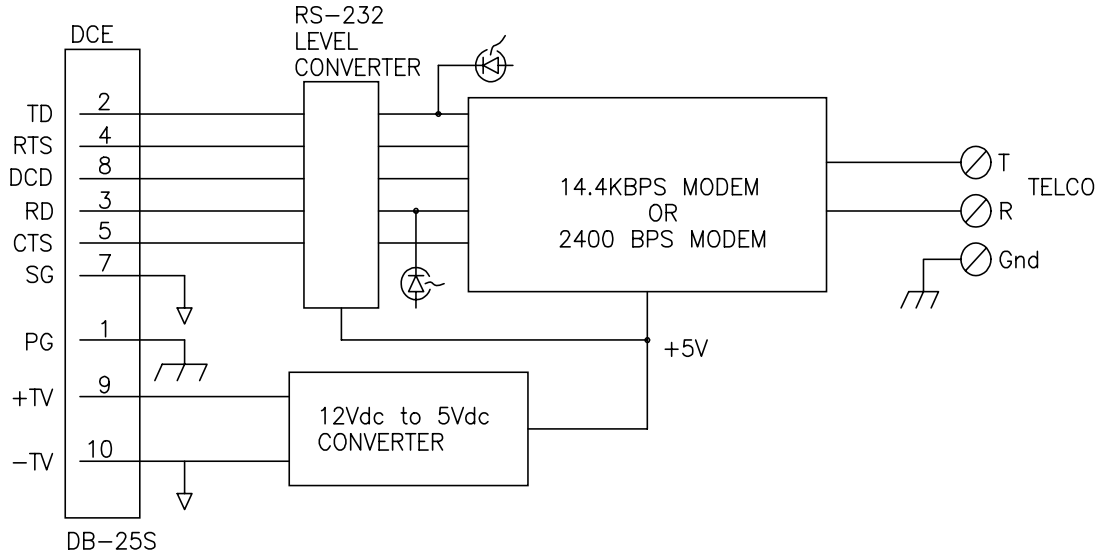 RS-232
LEVEL
CONVERTER
DCE
TD 2
RTS 4
DCD 8
RD 3
CTS 5
SG 7
PG 1
+TV 9
-TV 10
DB-25S
14.4KBPS MODEM
OR
2400 BPS MODEM
T
TELCO
R
Gnd
+5V
12Vdc to 5Vdc
CONVERTER